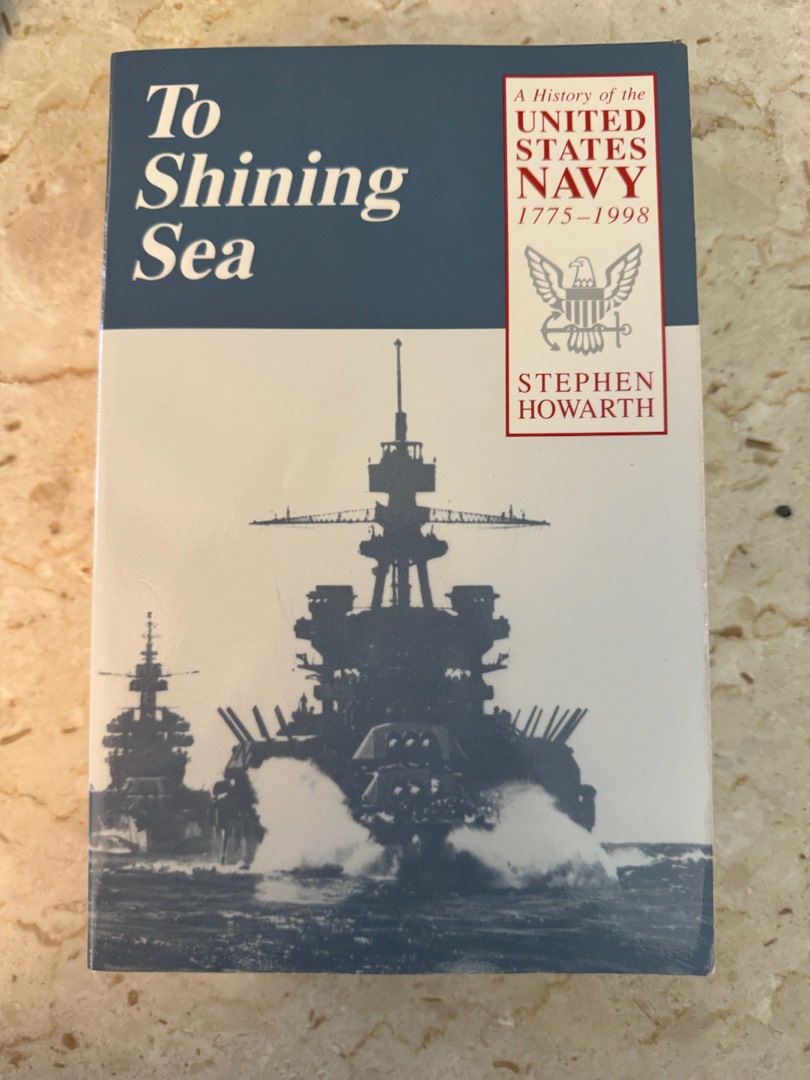 To
Shining
Sea
A History of the
UNITED
STATES
NAVY
1775–1998
STEPHEN
HOWARTH